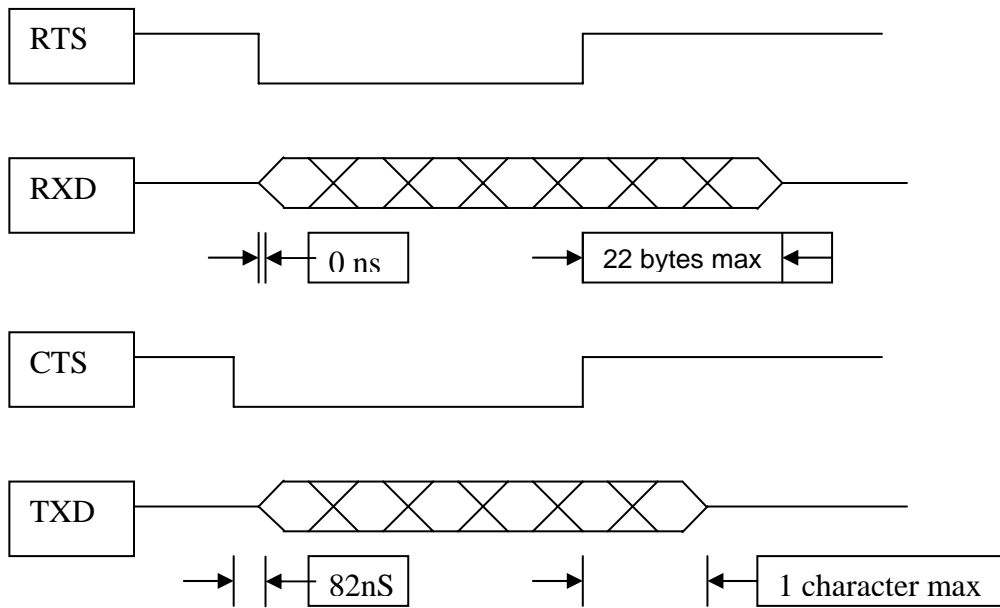 RTS
RXD
0 ns
22 bytes max
CTS
TXD
82nS
1 character max